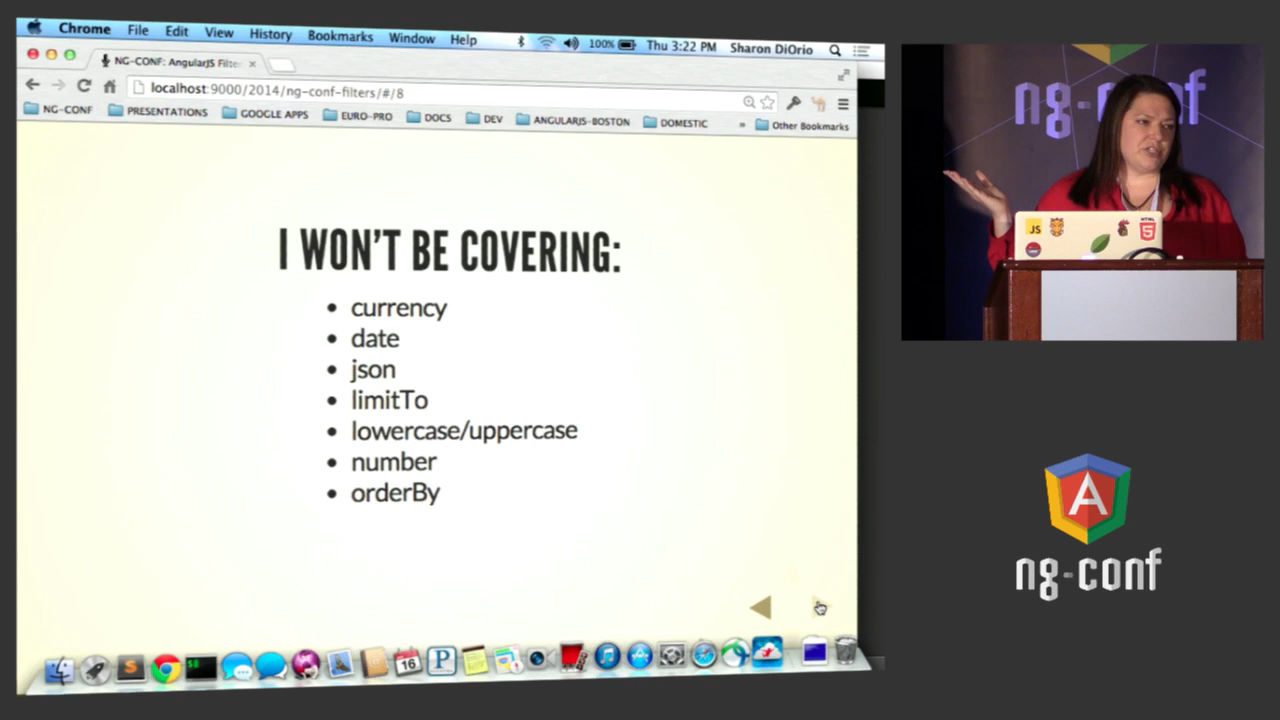 Chrome File Edit View History Bookmarks Window Help 100% Thu 3:22 PM Sharon DiOrio
NG-CONF: AngularJS Filte
localhost:9000/2014/ng-conf-filters/#/8
NG-CONF PRESENTATIONS GOOGLE APPS EURO-PRO DOCS DEV ANGULARJS-BOSTON DOMESTIC » Other Bookmarks
I WON'T BE COVERING:
• currency
• date
• json
• limitTo
• lowercase/uppercase
• number
• orderBy
16
P
ng-conf
JS
HTML
5
A
ng-conf